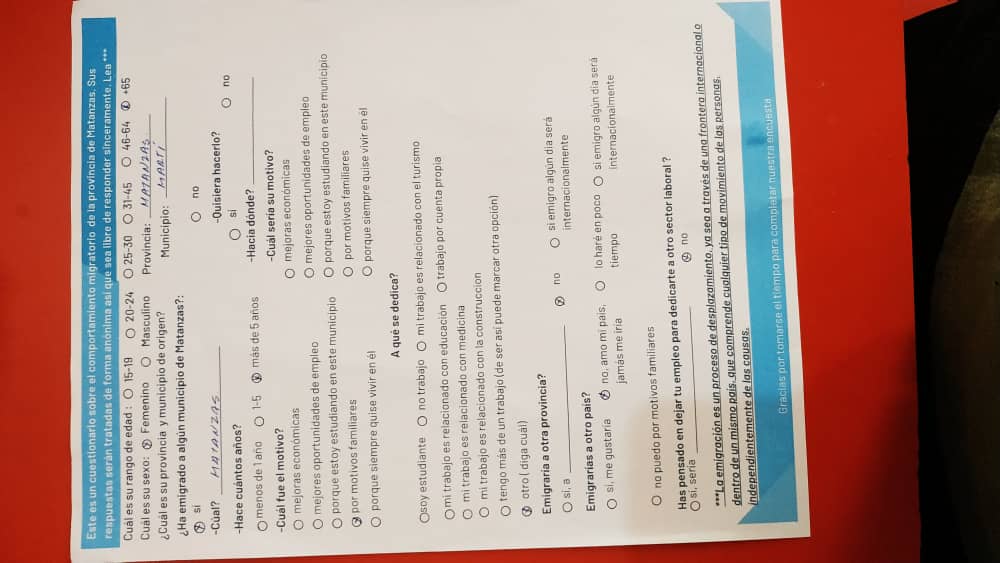 Este es un cuestionario sobre el comportamiento migratorio de la provincia de Matanzas. Sus
respuestas serán tratadas de forma anónima así que sea libre de responder sinceramente. Lea ***
Cuál es su rango de edad : 15-19 20-24 25-30 31-45 46-64 +65
Cuál es su sexo: Femenino Masculino
¿Cuál es su provincia y municipio de origen? Provincia: MATANZAS
Municipio: MARTÍ
¿Ha emigrado a algún municipio de Matanzas?:
si no
-Cuál? MATANZAS
-Hace cuántos años?
menos de 1 año 1-5 más de 5 años
-Cuál fue el motivo?
mejoras económicas
mejores oportunidades de empleo
porque estoy estudiando en este municipio
por motivos familiares
porque siempre quise vivir en él
-Quisiera hacerlo?
si no
-Hacia dónde?
-Cuál sería su motivo?
mejoras económicas
mejores oportunidades de empleo
porque estoy estudiando en este municipio
por motivos familiares
porque siempre quise vivir en él
A qué se dedica?
soy estudiante no trabajo mi trabajo es relacionado con el turismo
mi trabajo es relacionado con educación trabajo por cuenta propia
mi trabajo es relacionado con medicina
mi trabajo es relacionado con la construccion
tengo más de un trabajo (de ser así puede marcar otra opción)
otro ( diga cuál)
Emigraría a otra provincia?
si, a no si emigro algún día será
internacionalmente
Emigrarías a otro país?
si, me gustaría no, amo mi país, lo haré en poco si emigro algún día será
jamás me iría tiempo internacionalmente
no puedo por motivos familiares
Has pensado en dejar tu empleo para dedicarte a otro sector laboral ?
si, sería no
***La emigración es un proceso de desplazamiento, ya sea a través de una frontera internacional o
dentro de un mismo país, que comprende cualquier tipo de movimiento de las personas,
independientemente de las causas.
Gracias por tomarse el tiempo para completar nuestra encuesta